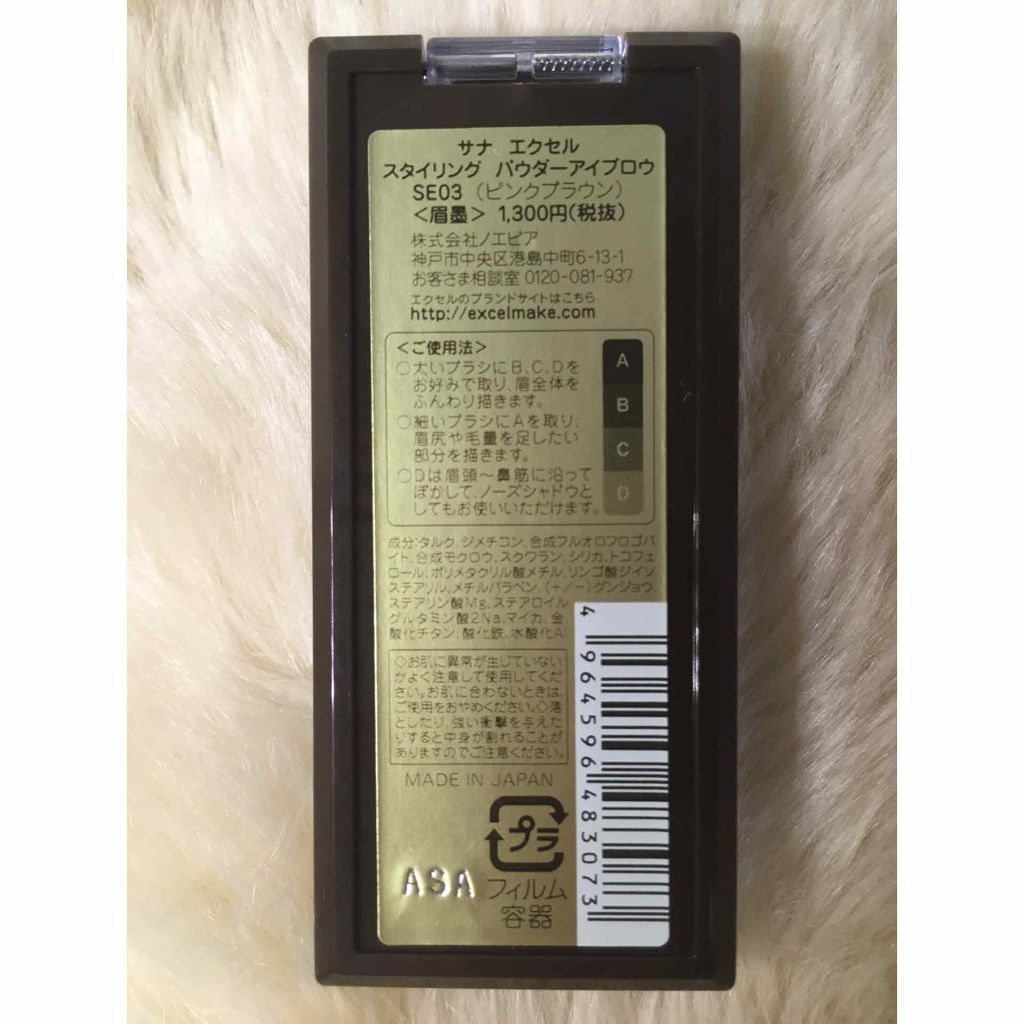 サナ エクセル
スタイリング パウダーアイブロウ
SE03 (ピンクブラウン)
<眉墨> 1,300円(税抜)
株式会社ノエビア
神戸市中央区港島中町6-13-1
お客さま相談室 0120-081-937
エクセルのブランドサイトはこちら
http://excelmake.com
<ご使用法>
○太いブラシにB、C、Dを
お好みで取り、眉全体を
ふんわり描きます。
○細いブラシにAを取り、
眉尻や毛量を足したい
部分を描きます。
○Dは眉頭~鼻筋に沿って
ぼかして、ノーズシャドウと
してもお使いいただけます。
A
B
C
D
成分:タルク、ジメチコン、合成フルオロフロゴパ
イト、合成モクロウ、スクワラン、シリカ、トコフェ
ロール、ポリメタクリル酸メチル、リンゴ酸ジイソ
ステアリル、メチルパラベン、(+/-)グンジョウ、
ステアリン酸Mg、ステアロイル
グルタミン酸2Na、マイカ、金、
酸化チタン、酸化鉄、水酸化Al
◇お肌に異常が生じていない
かよく注意して使用してくだ
さい。お肌に合わないときは、
ご使用をおやめください。◇落
としたり、強い衝撃を与えた
りすると中身が割れることが
ありますのでご注意ください。
MADE IN JAPAN
プラ
フィルム
容器
A8A
4964596483073